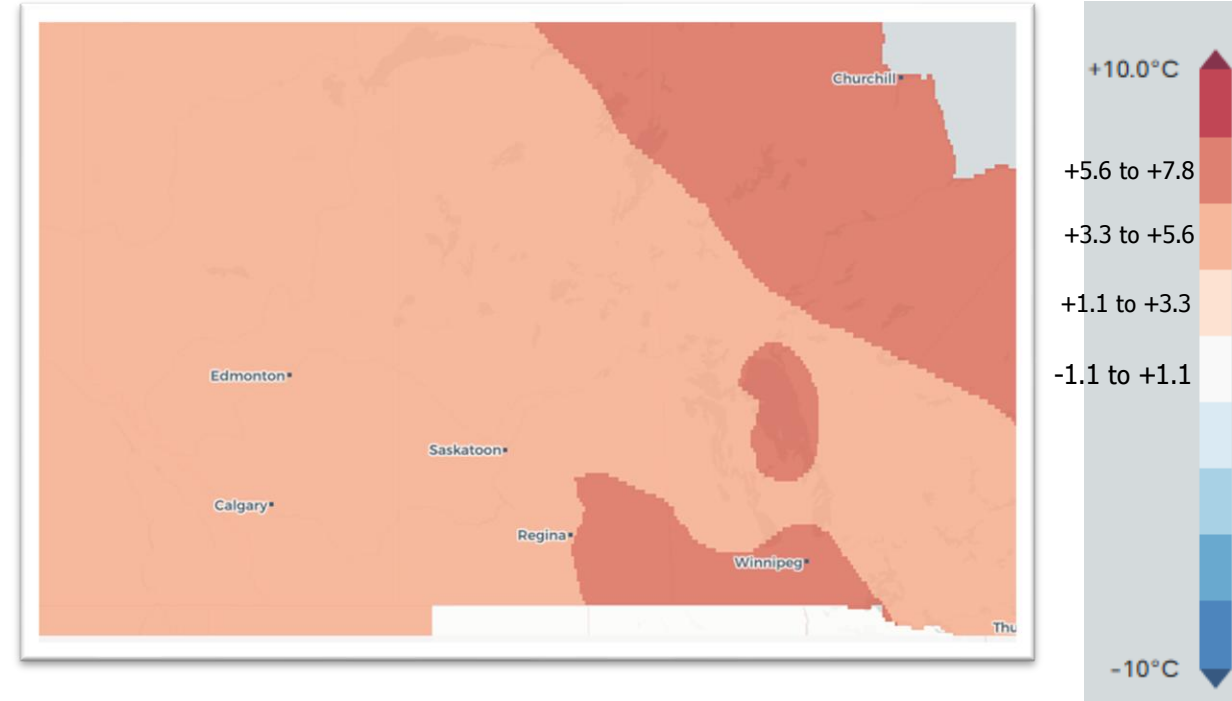 Churchill
Edmonton
Saskatoon
Calgary
Regina
Winnipeg
Thu
+10.0°C
+5.6 to +7.8
+3.3 to +5.6
+1.1 to +3.3
-1.1 to +1.1
-10°C